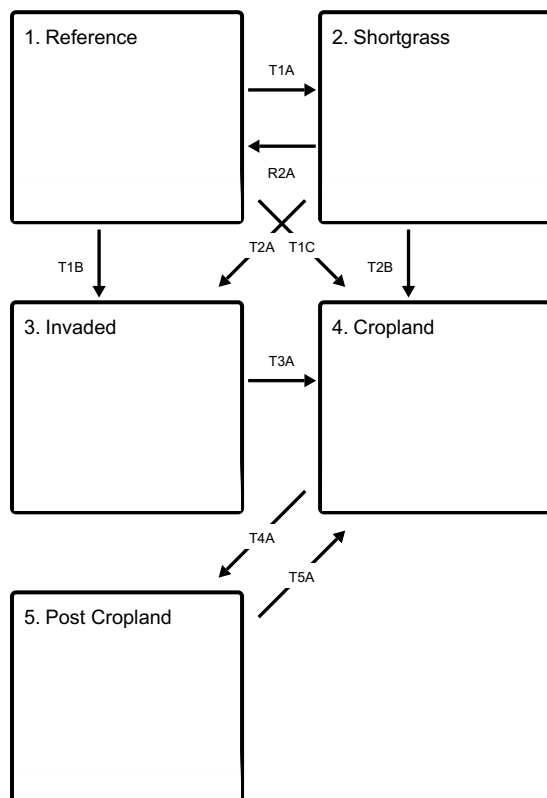 1. Reference
2. Shortgrass
T1A
R2A
T2A
T1C
T1B
T2B
3. Invaded
4. Cropland
T3A
T4A
T5A
5. Post Cropland